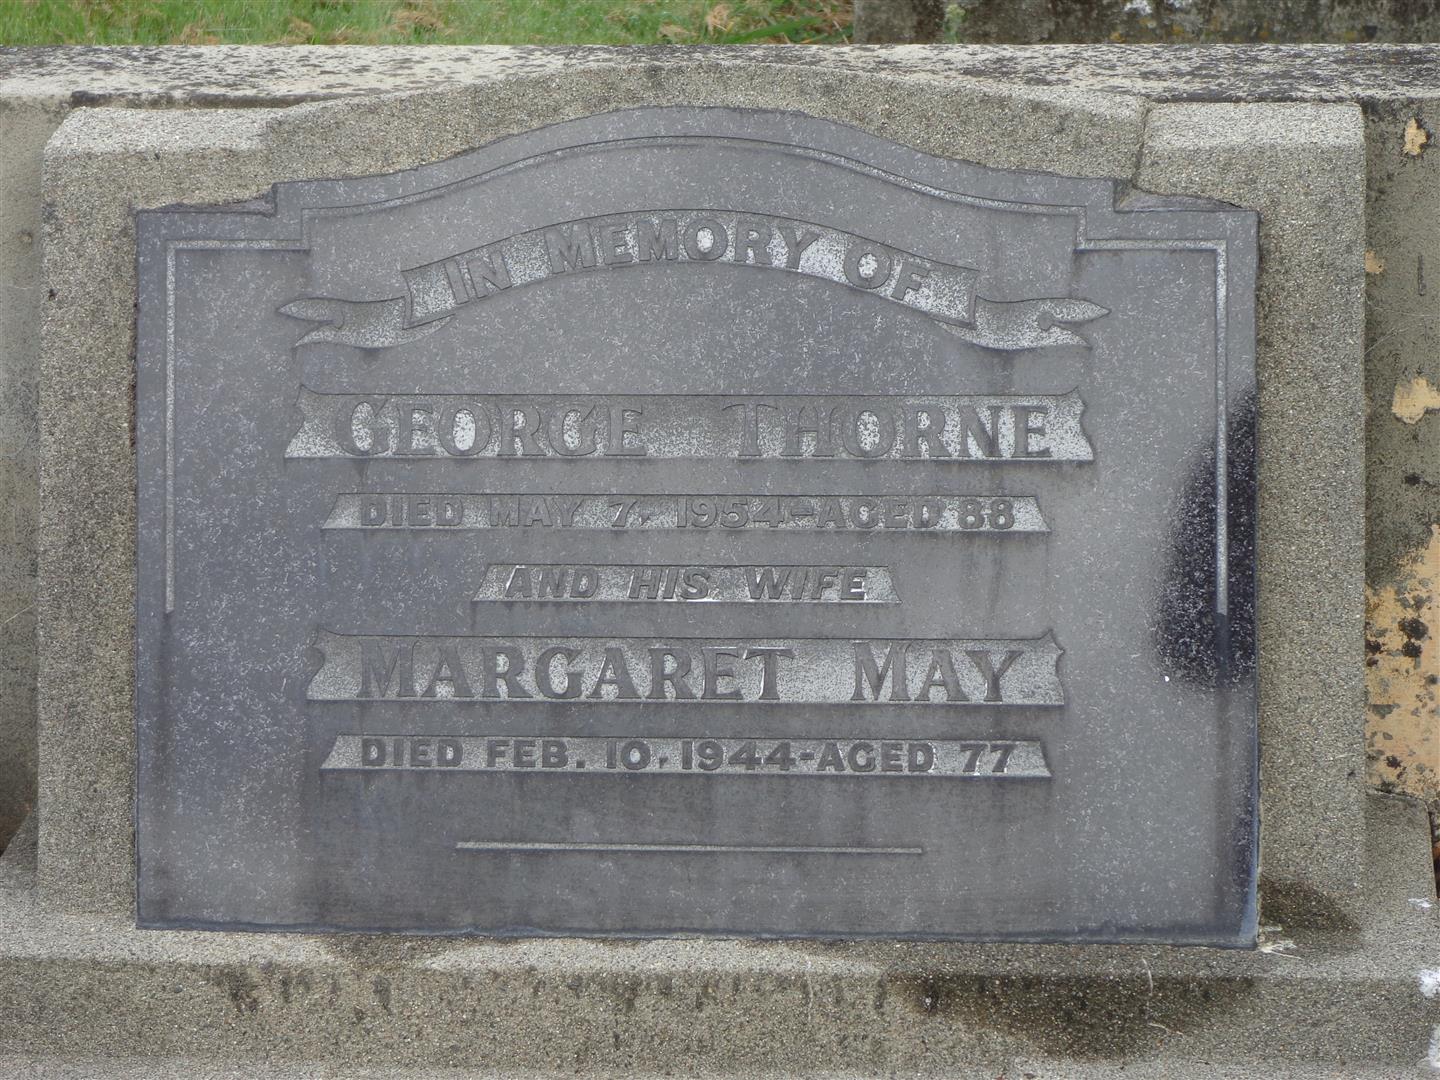 IN MEMORY OF
GEORGE THORNE
DIED MAY 7, 1954-AGED 88
AND HIS WIFE
MARGARET MAY
DIED FEB. 10, 1944-AGED 77